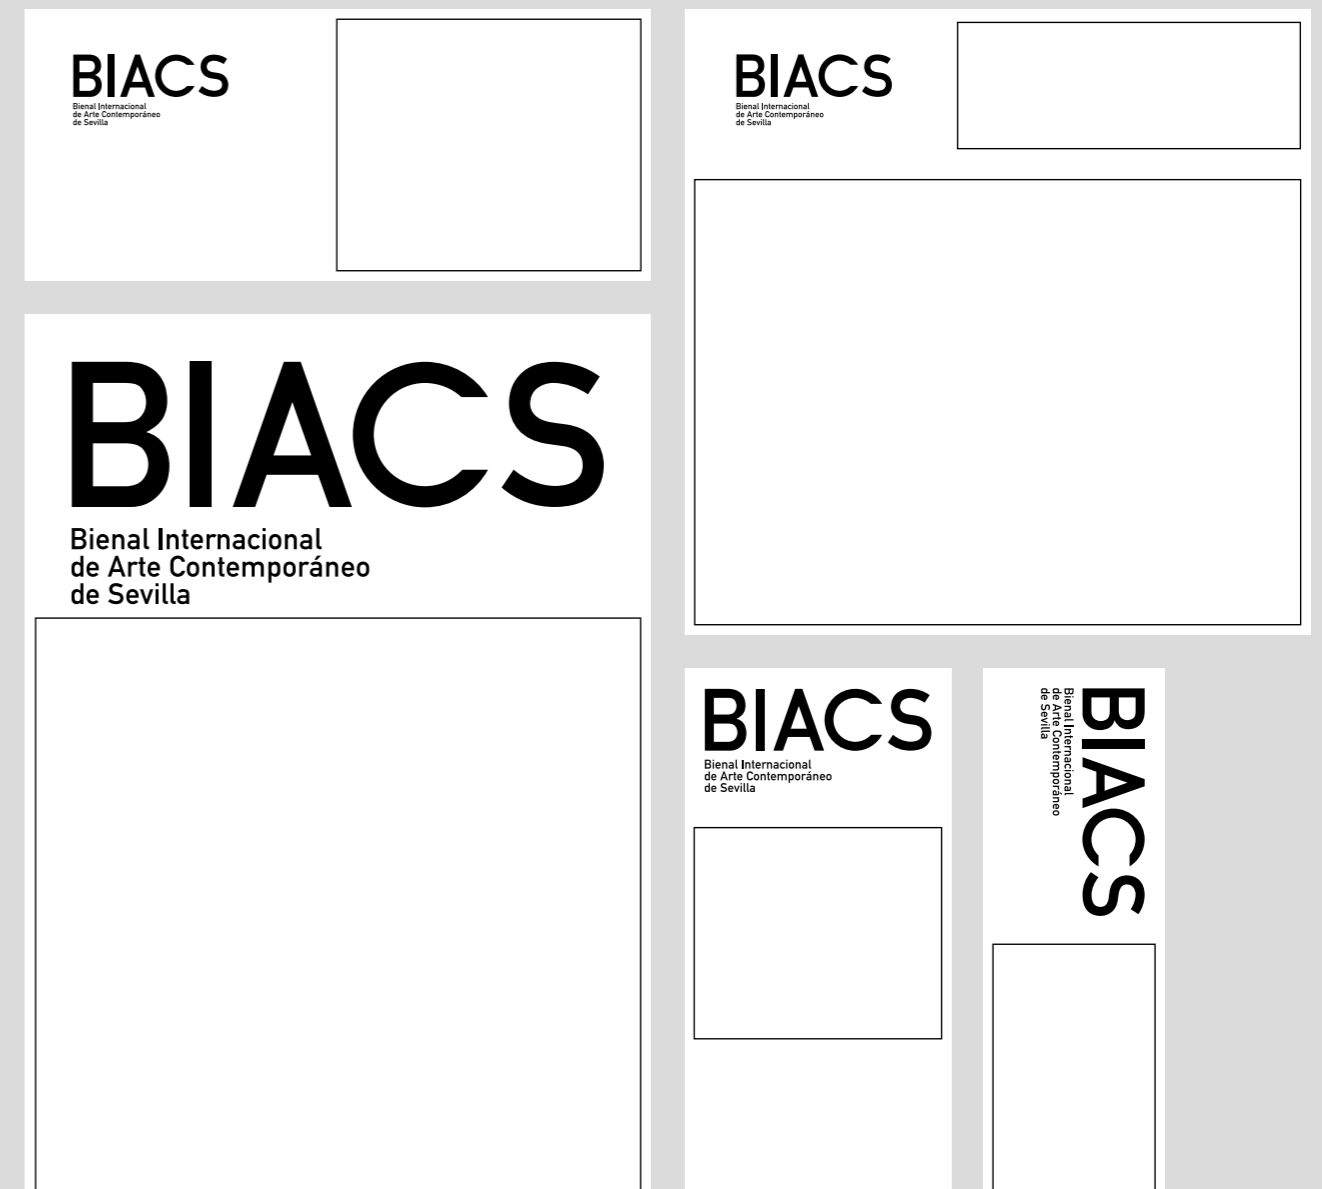 BIACS
Bienal Internacional
de Arte Contemporáneo
de Sevilla
BIACS
Bienal Internacional
de Arte Contemporáneo
de Sevilla
BIACS
Bienal Internacional
de Arte Contemporáneo
de Sevilla
BIACS
Bienal Internacional
de Arte Contemporáneo
de Sevilla
BIACS
Bienal Internacional
de Arte Contemporáneo
de Sevilla